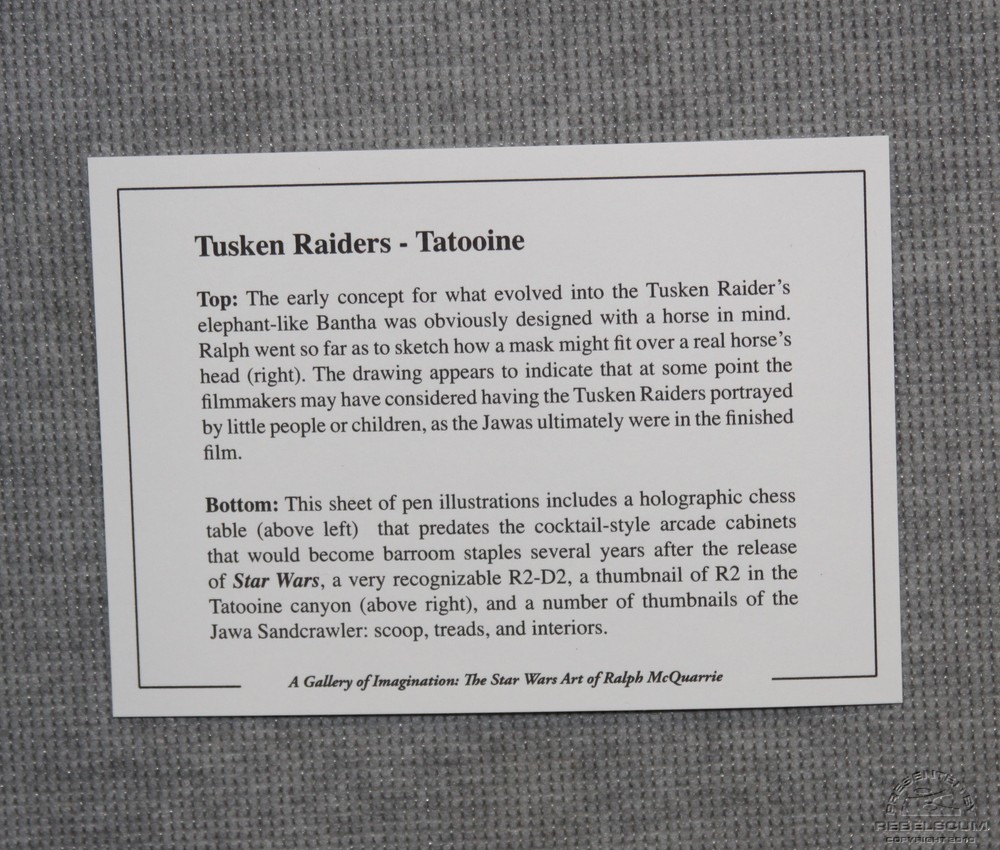 Tusken Raiders - Tatooine
Top: The early concept for what evolved into the Tusken Raider's
elephant-like Bantha was obviously designed with a horse in mind.
Ralph went so far as to sketch how a mask might fit over a real horse's
head (right). The drawing appears to indicate that at some point the
filmmakers may have considered having the Tusken Raiders portrayed
by little people or children, as the Jawas ultimately were in the finished
film.
Bottom: This sheet of pen illustrations includes a holographic chess
table (above left) that predates the cocktail-style arcade cabinets
that would become barroom staples several years after the release
of Star Wars, a very recognizable R2-D2, a thumbnail of R2 in the
Tatooine canyon (above right), and a number of thumbnails of the
Jawa Sandcrawler: scoop, treads, and interiors.
A Gallery of Imagination: The Star Wars Art of Ralph McQuarrie
PRESENTED BY
REBELSCUM
COPYRIGHT